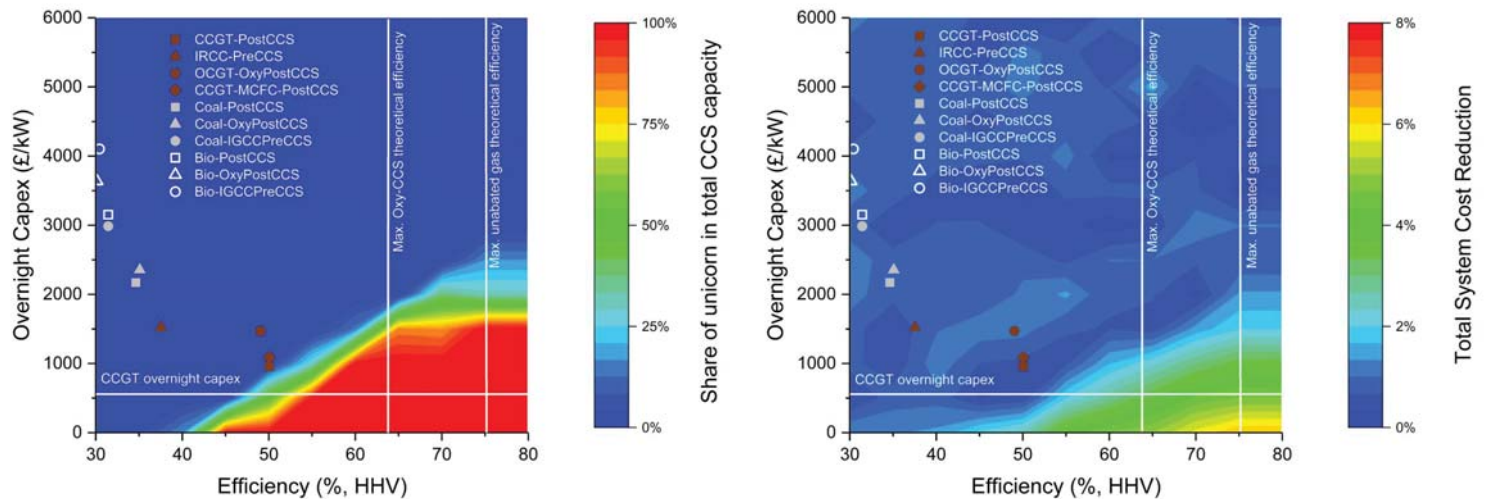 Overnight Capex (£/kW)
6000
5000
4000
3000
2000
1000
0
CCGT-PostCCS
IRCC-PreCCS
OCGT-OxyPostCCS
CCGT-MCFC-PostCCS
Coal-PostCCS
Coal-OxyPostCCS
Coal-IGCCPreCCS
Bio-PostCCS
Bio-OxyPostCCS
Bio-IGCCPreCCS
Max. Oxy-CCS theoretical efficiency
Max. unabated gas theoretical efficiency
CCGT overnight capex
30 40 50 60 70 80
Efficiency (%, HHV)
100%
75%
50%
25%
0%
Share of unicorn in total CCS capacity
Overnight Capex (£/kW)
6000
5000
4000
3000
2000
1000
0
CCGT-PostCCS
IRCC-PreCCS
OCGT-OxyPostCCS
CCGT-MCFC-PostCCS
Coal-PostCCS
Coal-OxyPostCCS
Coal-IGCCPreCCS
Bio-PostCCS
Bio-OxyPostCCS
Bio-IGCCPreCCS
Max. Oxy-CCS theoretical efficiency
Max. unabated gas theoretical efficiency
CCGT overnight capex
30 40 50 60 70 80
Efficiency (%, HHV)
8%
6%
4%
2%
0%
Total System Cost Reduction